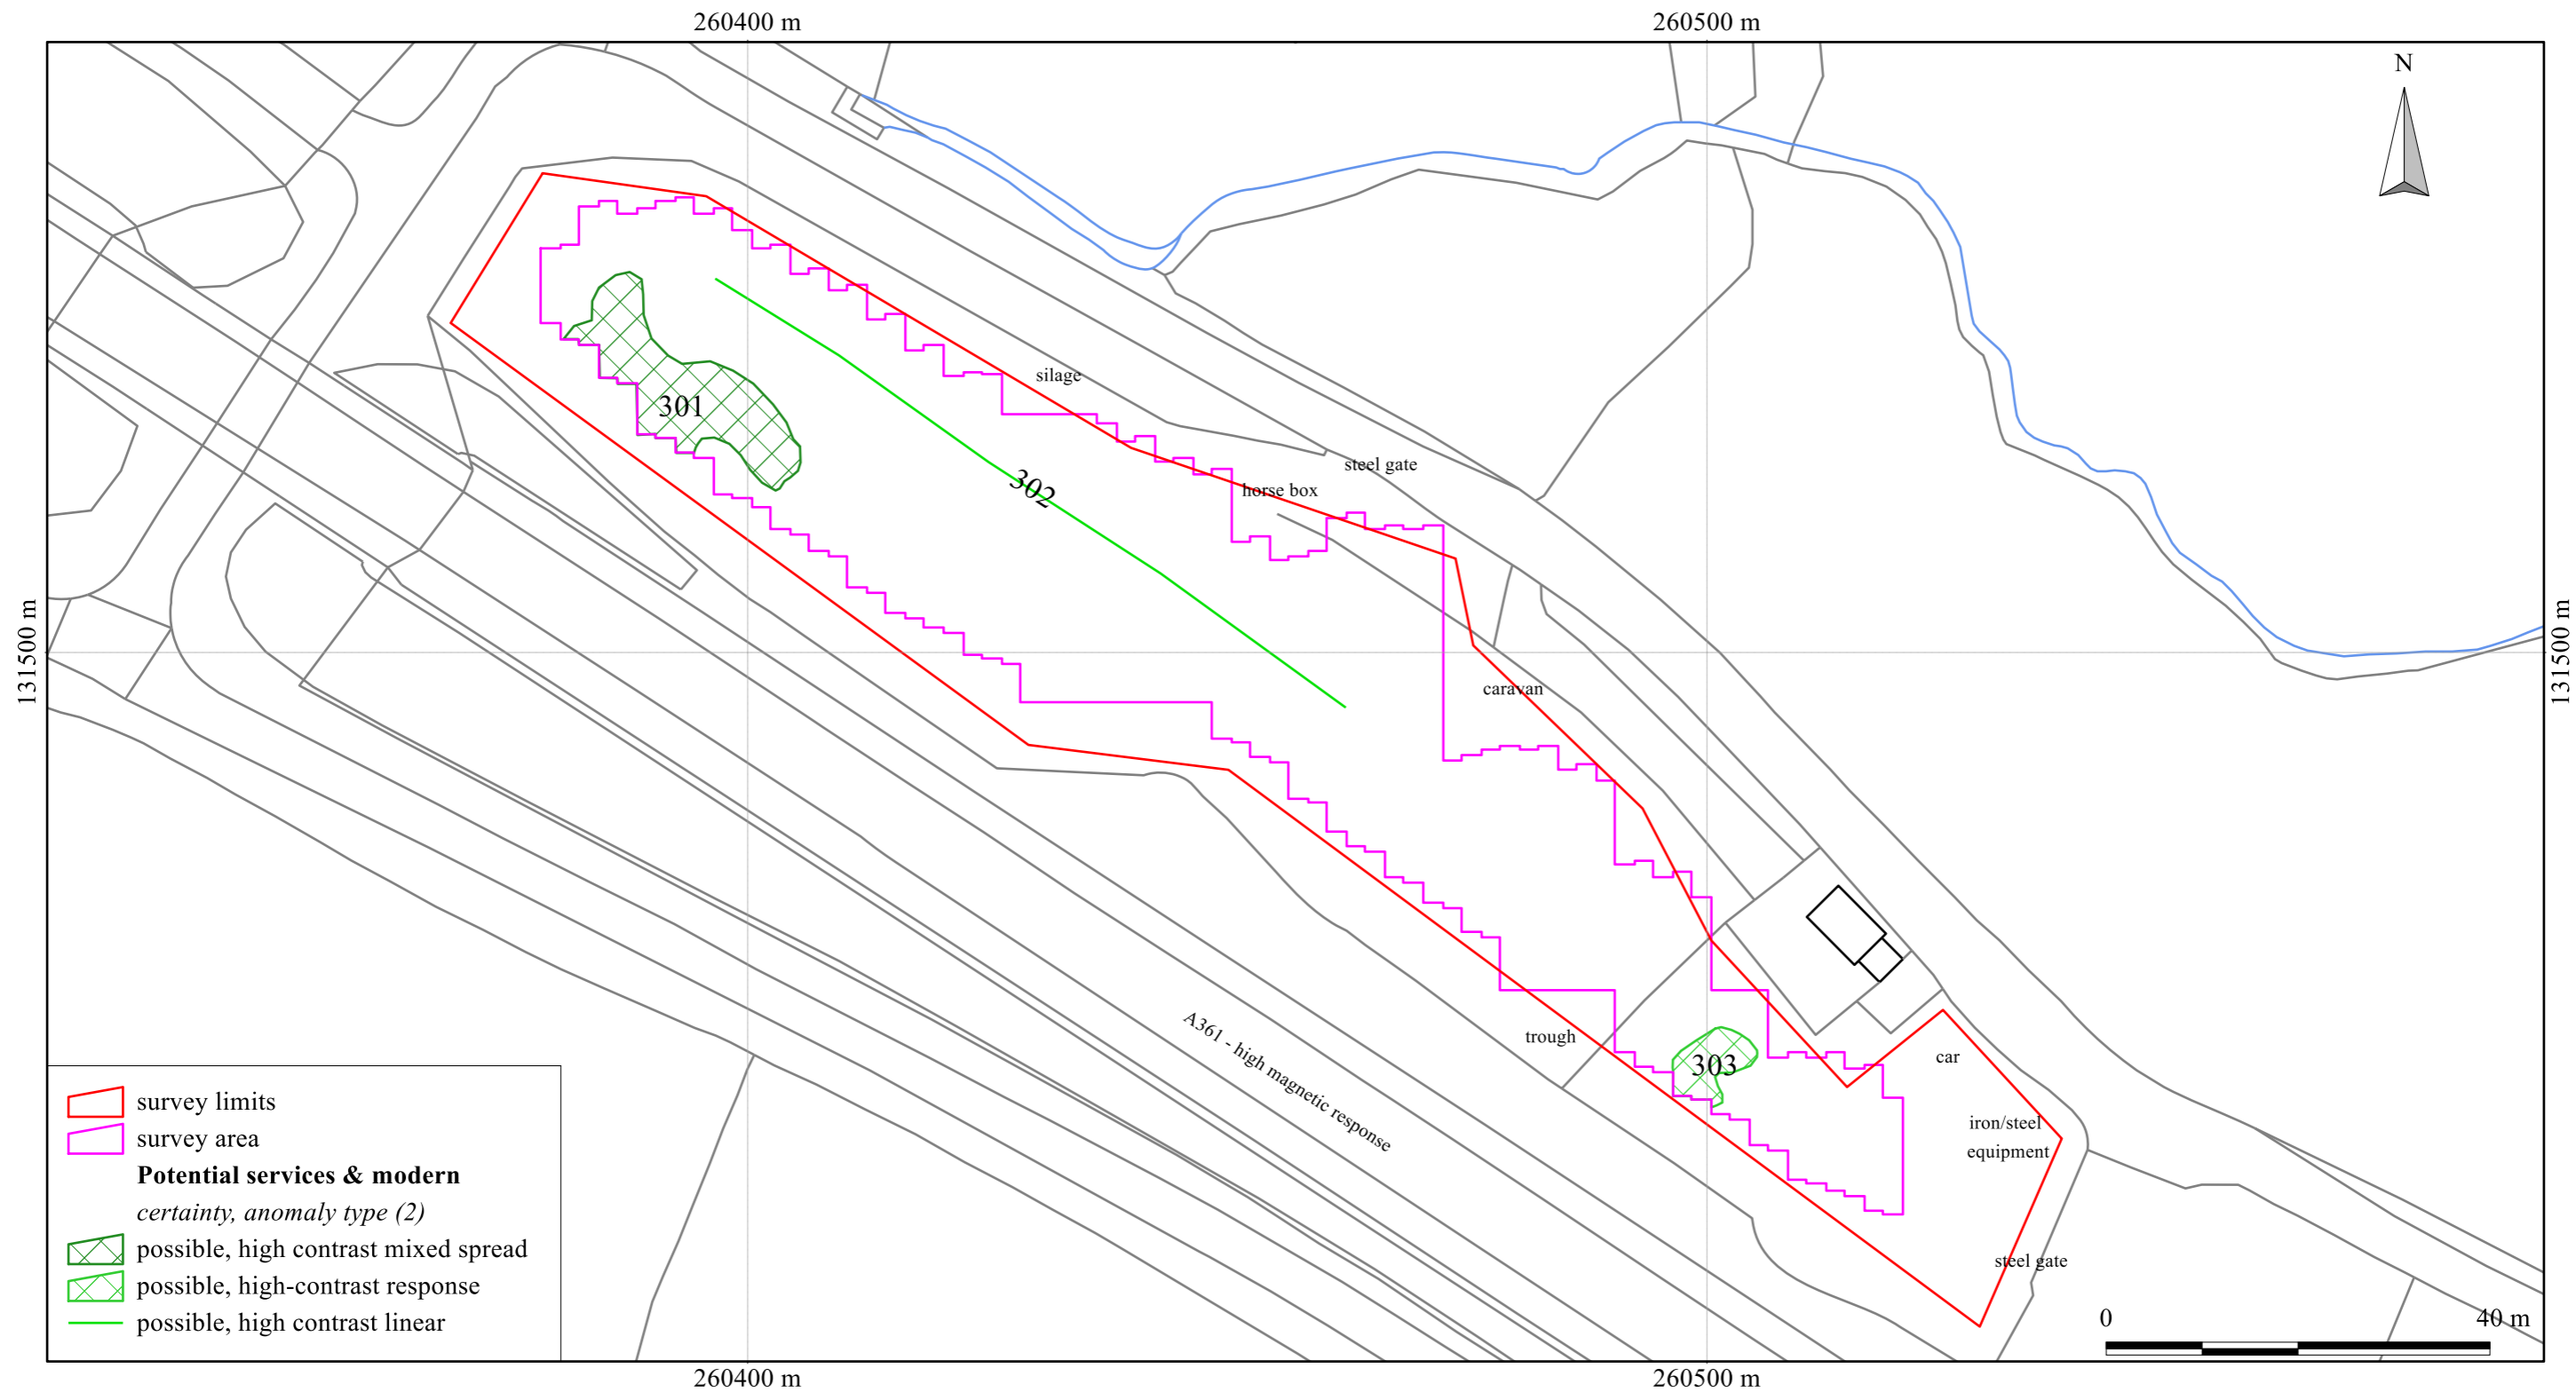 260400 m
260500 m
N
silage
301
steel gate
horse box
302
131500 m
131500 m
caravan
A361 - high magnetic response
trough
303
car
iron/steel
equipment
steel gate
survey limits
survey area
Potential services & modern
certainty, anomaly type (2)
possible, high contrast mixed spread
possible, high-contrast response
possible, high contrast linear
0
40 m
260400 m
260500 m